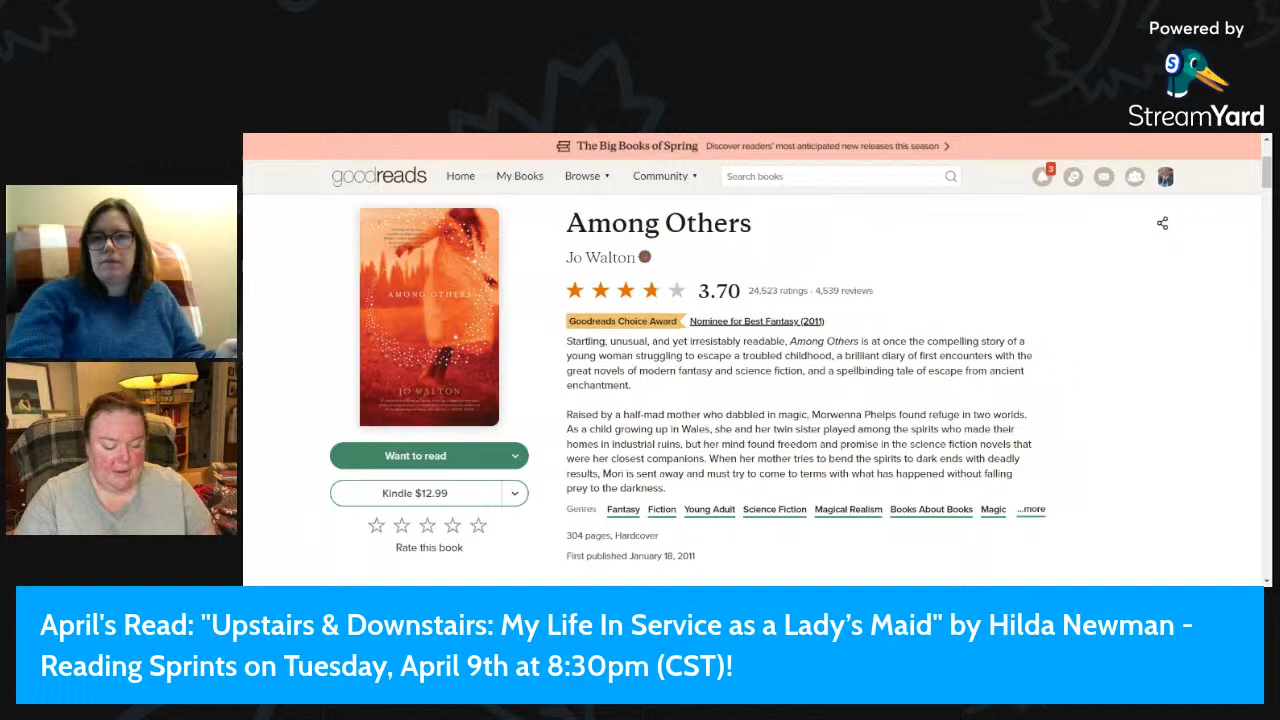 Powered by
S
StreamYard
The Big Books of Spring Discover readers' most anticipated new releases this season
goodreads Home My Books Browse Community Search books 3
Among Others
Jo Walton
3.70 24,523 ratings · 4,539 reviews
Goodreads Choice Award Nominee for Best Fantasy (2011)
Startling, unusual, and yet irresistably readable, Among Others is at once the compelling story of a
young woman struggling to escape a troubled childhood, a brilliant diary of first encounters with the
great novels of modern fantasy and science fiction, and a spellbinding tale of escape from ancient
enchantment.
Raised by a half-mad mother who dabbled in magic, Morwenna Phelps found refuge in two worlds.
As a child growing up in Wales, she and her twin sister played among the spirits who made their
homes in industrial ruins, but her mind found freedom and promise in the science fiction novels that
were her closest companions. When her mother tries to bend the spirits to dark ends with deadly
results, Mori is sent away and must try to come to terms with what has happened without falling
prey to the darkness.
Genres Fantasy Fiction Young Adult Science Fiction Magical Realism Books About Books Magic ...more
304 pages, Hardcover
First published January 18, 2011
AMONG OTHERS
JO WALTON
Want to read
Kindle $12.99
Rate this book
April's Read: "Upstairs & Downstairs: My Life In Service as a Lady's Maid" by Hilda Newman -
Reading Sprints on Tuesday, April 9th at 8:30pm (CST)!